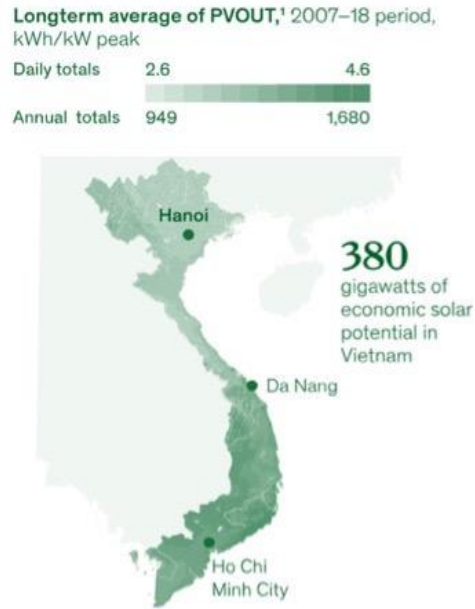 Longterm average of PVOUT,¹ 2007–18 period,
kWh/kW peak
Daily totals 2.6 4.6
Annual totals 949 1,680
Hanoi
380
gigawatts of
economic solar
potential in
Vietnam
Da Nang
Ho Chi
Minh City